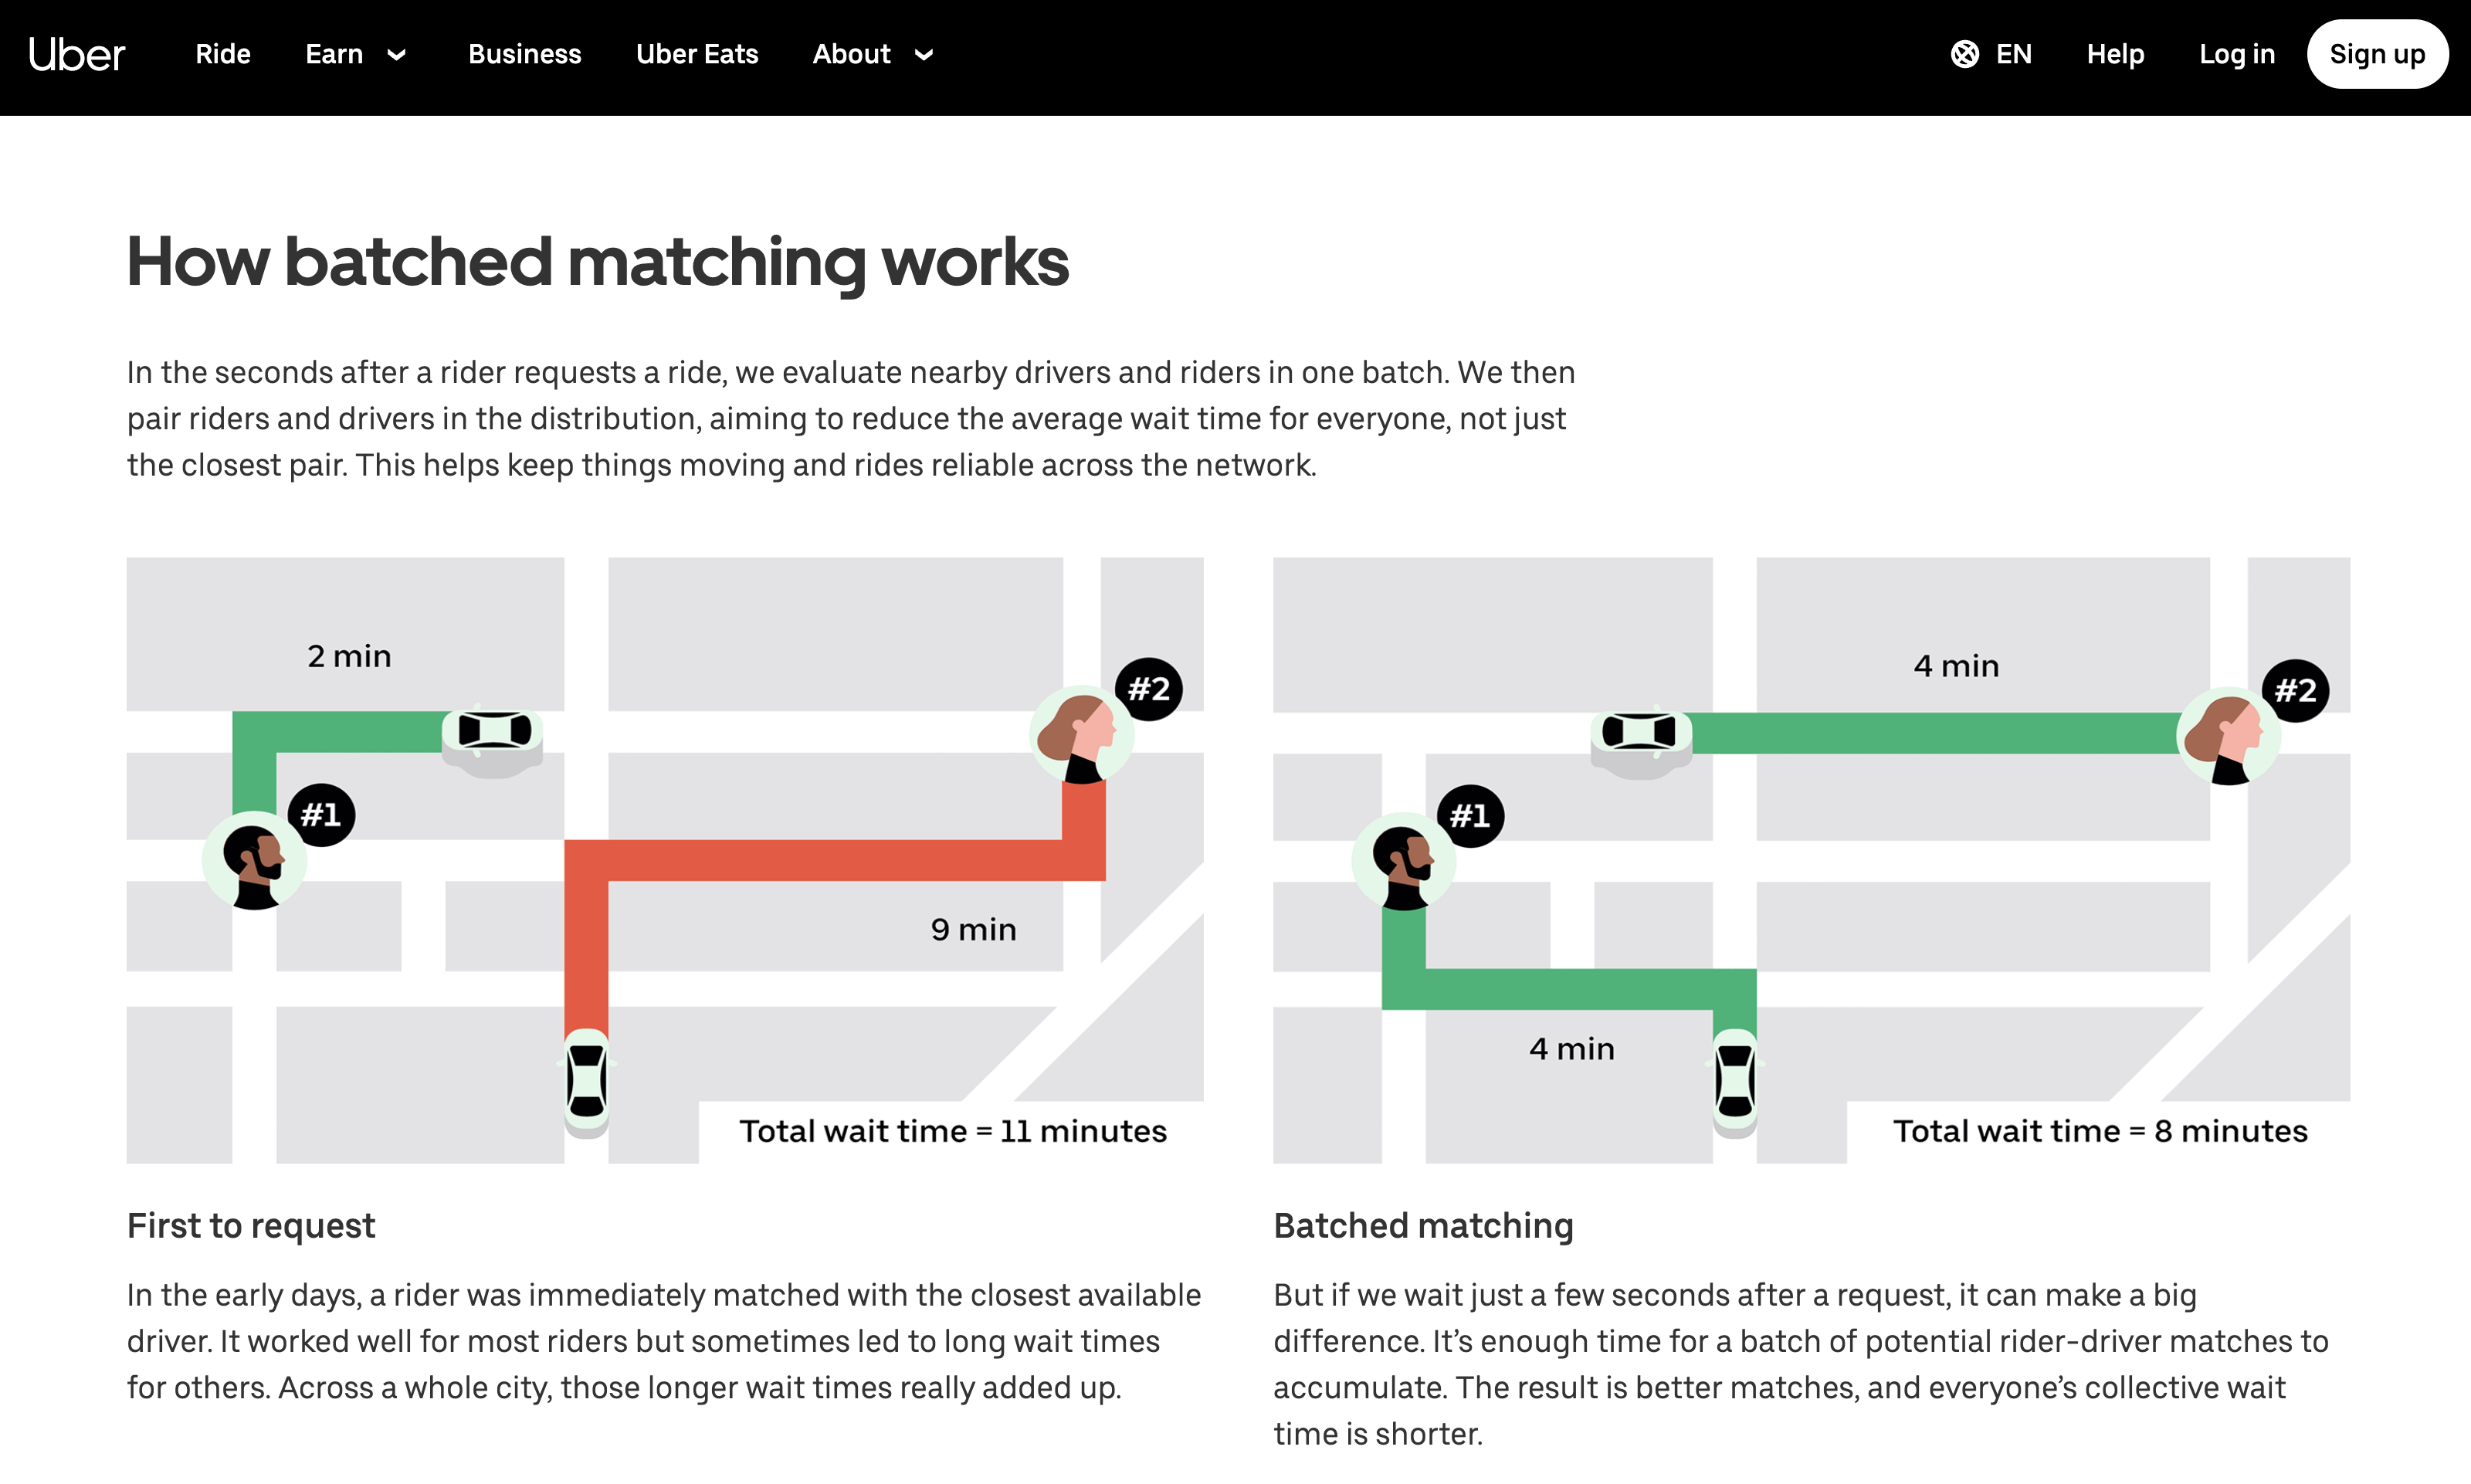 Uber Ride Earn Business Uber Eats About EN Help Log in Sign up
How batched matching works
In the seconds after a rider requests a ride, we evaluate nearby drivers and riders in one batch. We then
pair riders and drivers in the distribution, aiming to reduce the average wait time for everyone, not just
the closest pair. This helps keep things moving and rides reliable across the network.
2 min
#2
#1
9 min
Total wait time = 11 minutes
4 min
#2
#1
4 min
Total wait time = 8 minutes
First to request
In the early days, a rider was immediately matched with the closest available
driver. It worked well for most riders but sometimes led to long wait times
for others. Across a whole city, those longer wait times really added up.
Batched matching
But if we wait just a few seconds after a request, it can make a big
difference. It’s enough time for a batch of potential rider-driver matches to
accumulate. The result is better matches, and everyone’s collective wait
time is shorter.